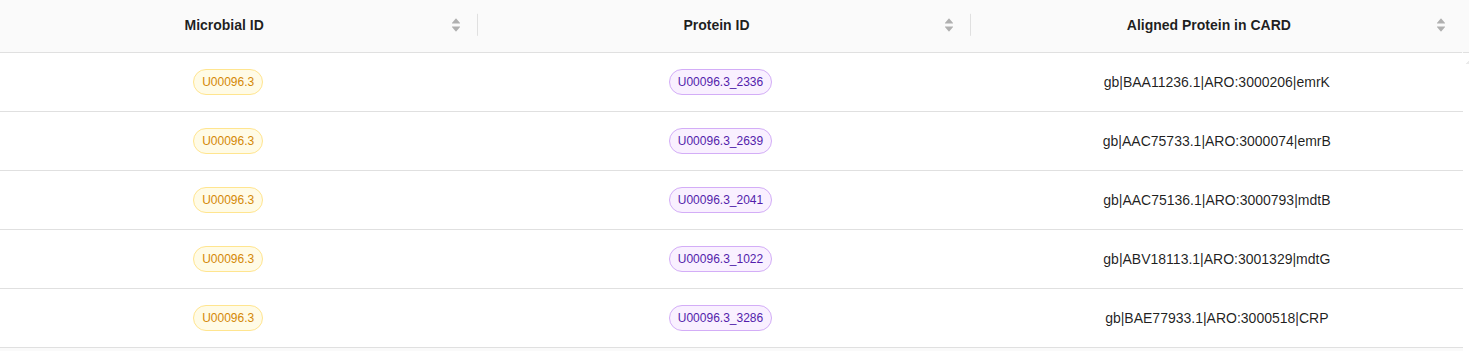 Microbial ID Protein ID Aligned Protein in CARD
U00096.3 U00096.3_2336 gb|BAA11236.1|ARO:3000206|emrK
U00096.3 U00096.3_2639 gb|AAC75733.1|ARO:3000074|emrB
U00096.3 U00096.3_2041 gb|AAC75136.1|ARO:3000793|mdtB
U00096.3 U00096.3_1022 gb|ABV18113.1|ARO:3001329|mdtG
U00096.3 U00096.3_3286 gb|BAE77933.1|ARO:3000518|CRP